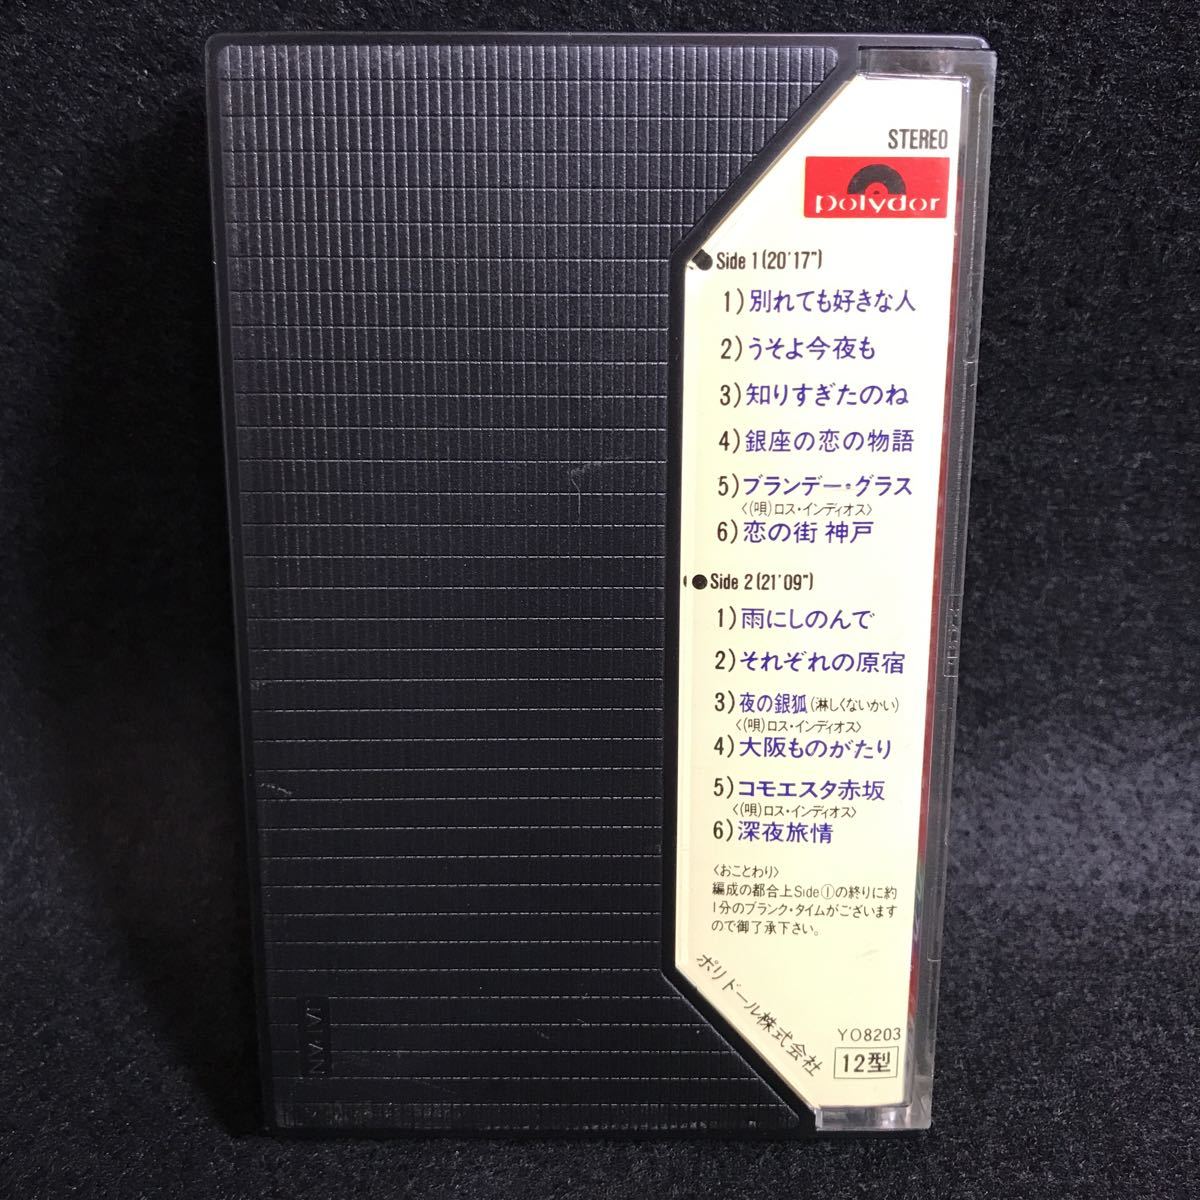 STEREO
polydor
●Side 1(20'17")
1)別れても好きな人
2)うそよ今夜も
3)知りすぎたのね
4)銀座の恋の物語
5)ブランデー・グラス
〈(唄)ロス・インディオス〉
6)恋の街 神戸
●Side 2(21'09")
1)雨にしのんで
2)それぞれの原宿
3)夜の銀狐(淋しくないかい)
〈(唄)ロス・インディオス〉
4)大阪ものがたり
5)コモエスタ赤坂
〈(唄)ロス・インディオス〉
6)深夜旅情
〈おことわり〉
編成の都合上Side①の終りに約
1分のブランク・タイムがございます
ので御了承下さい。
ポリドール株式会社
YO8203
12型